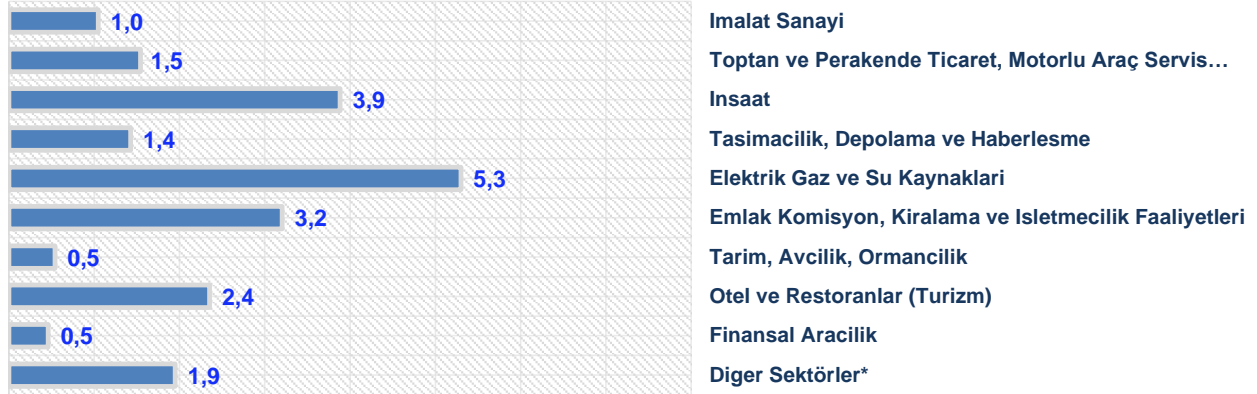 1,0 Imalat Sanayi
1,5 Toptan ve Perakende Ticaret, Motorlu Araç Servis…
3,9 Insaat
1,4 Tasimacilik, Depolama ve Haberlesme
5,3 Elektrik Gaz ve Su Kaynaklari
3,2 Emlak Komisyon, Kiralama ve Isletmecilik Faaliyetleri
0,5 Tarim, Avcilik, Ormancilik
2,4 Otel ve Restoranlar (Turizm)
0,5 Finansal Aracilik
1,9 Diger Sektörler*